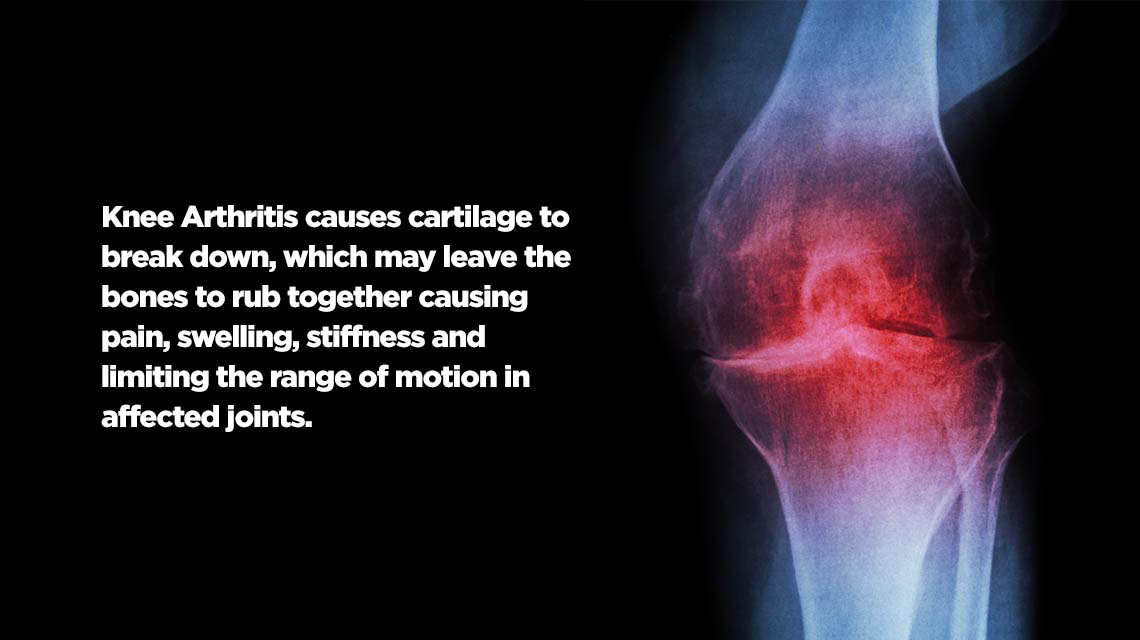 Knee Arthritis causes cartilage to
break down, which may leave the
bones to rub together causing
pain, swelling, stiffness and
limiting the range of motion in
affected joints.